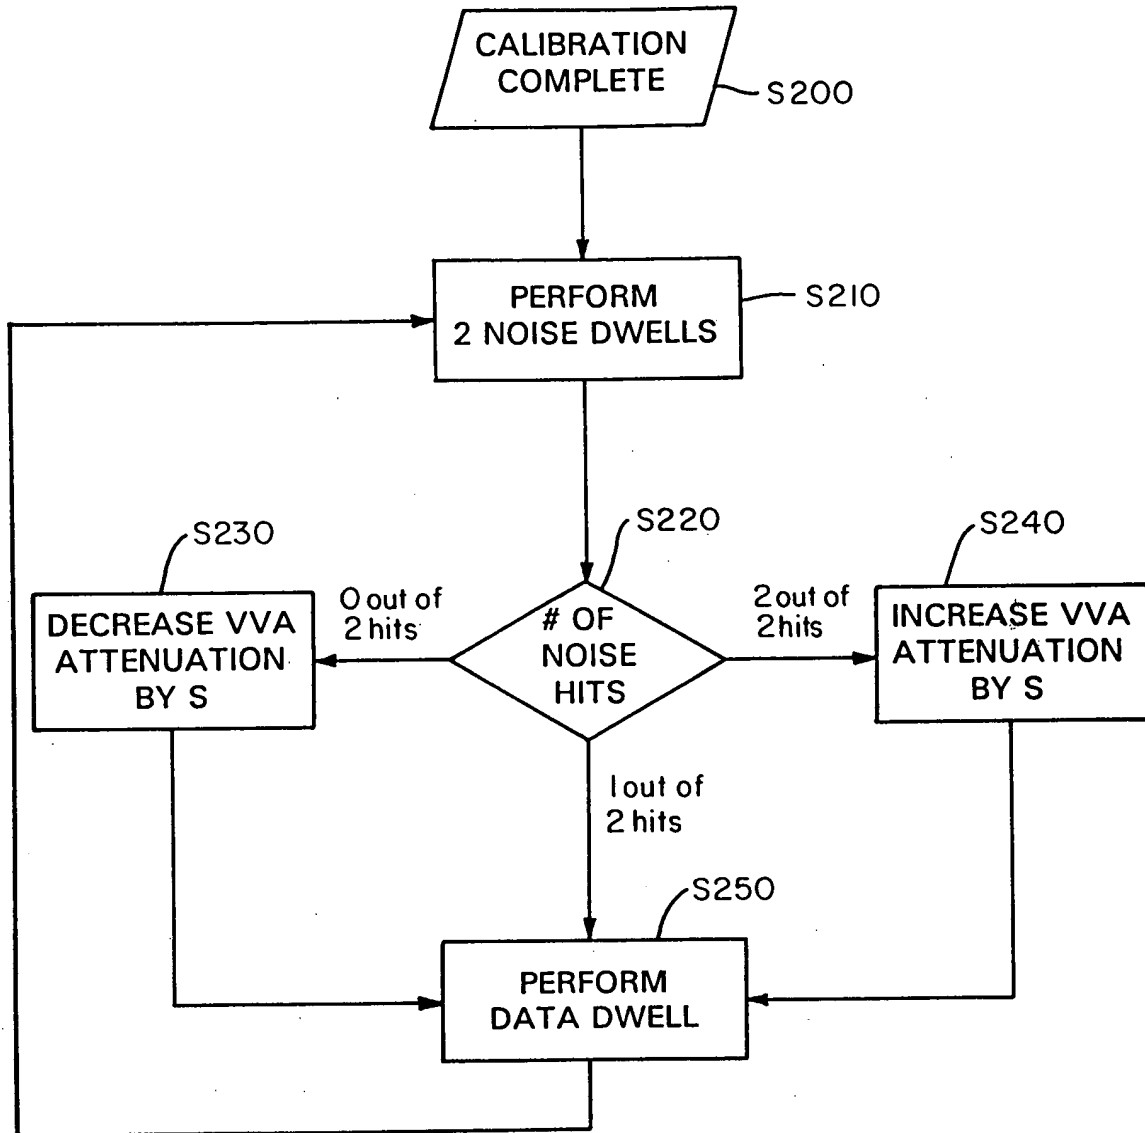 CALIBRATION
COMPLETE
S200
PERFORM
2 NOISE DWELLS
S210
S220
S230
S240
0 out of
2 hits
2 out of
2 hits
DECREASE VVA
ATTENUATION
BY S
# OF
NOISE
HITS
INCREASE VVA
ATTENUATION
BY S
1 out of
2 hits
S250
PERFORM
DATA DWELL